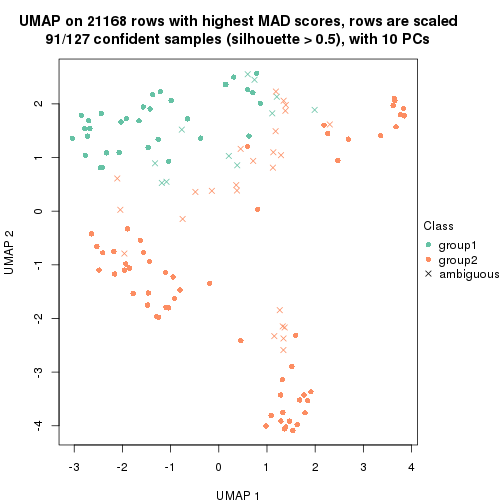 UMAP on 21168 rows with highest MAD scores, rows are scaled
91/127 confident samples (silhouette > 0.5), with 10 PCs
2
1
0
-1
-2
-3
-4
UMAP 2
-3
-2
-1
0
1
2
3
4
UMAP 1
Class
group1
group2
ambiguous